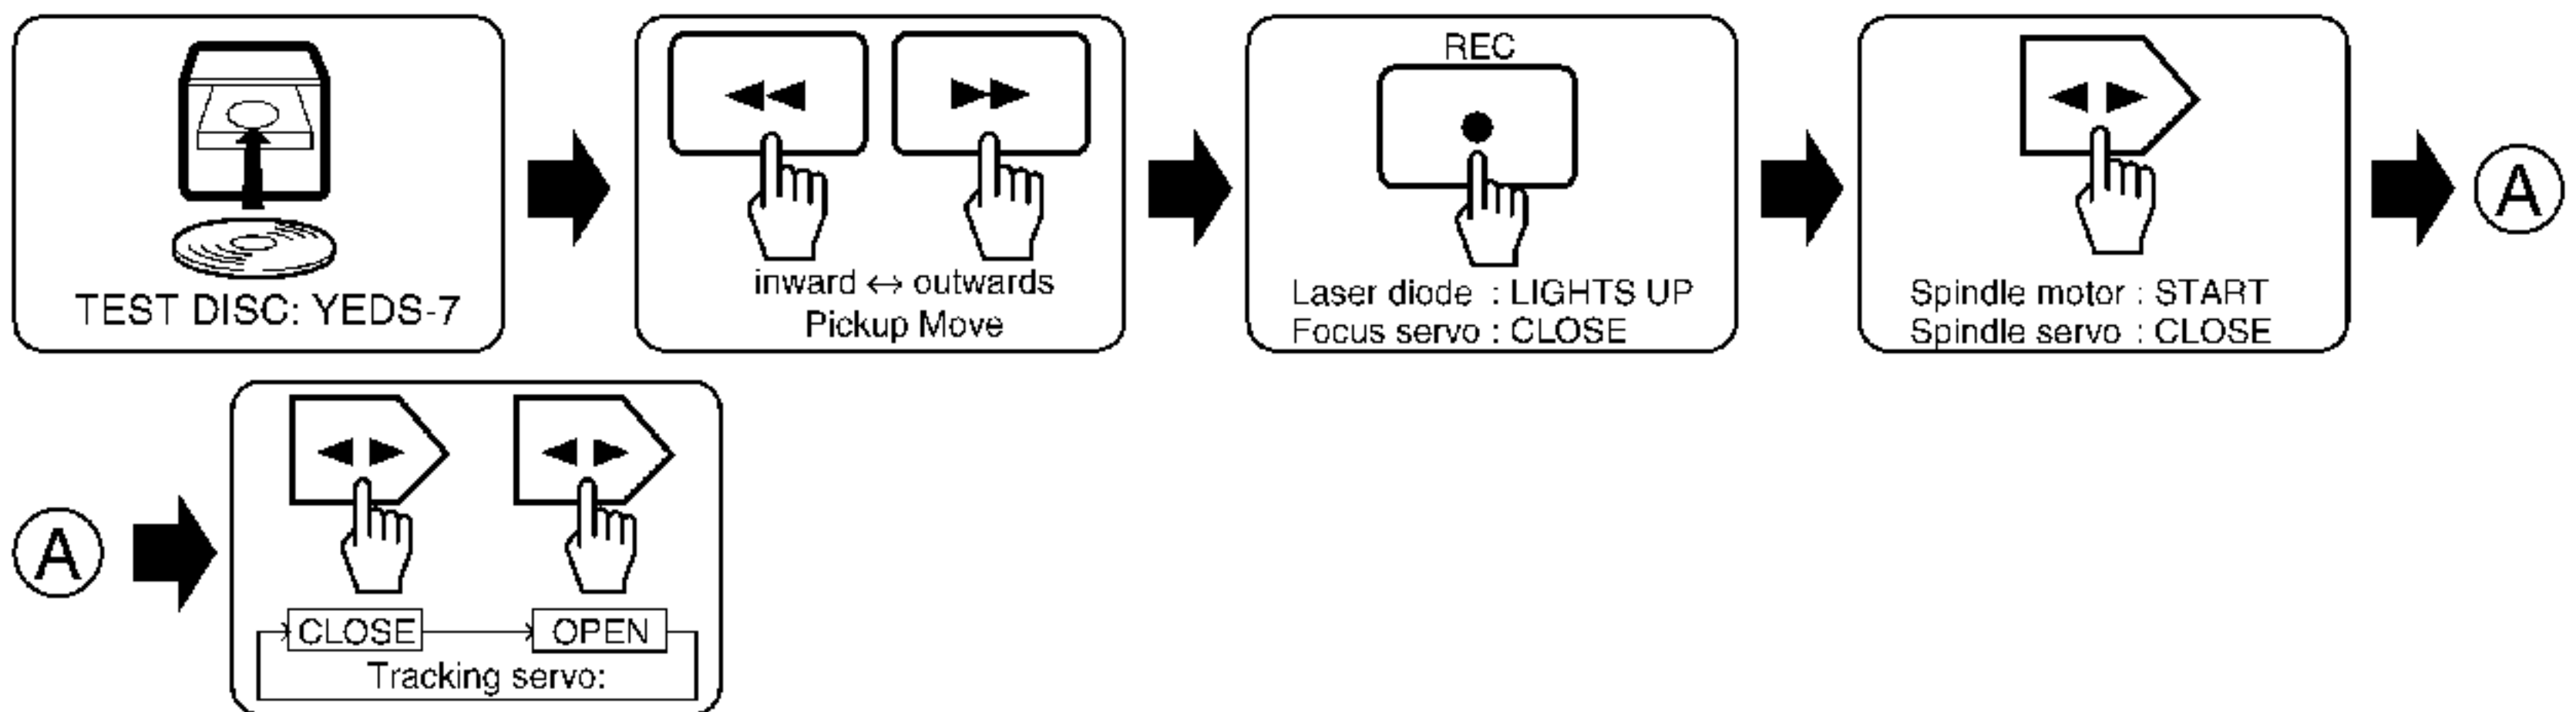 TEST DISC: YEDS-7
inward ↔ outwards
Pickup Move
REC
Laser diode : LIGHTS UP
Focus servo : CLOSE
Spindle motor : START
Spindle servo : CLOSE
A
A
CLOSE OPEN
Tracking servo: